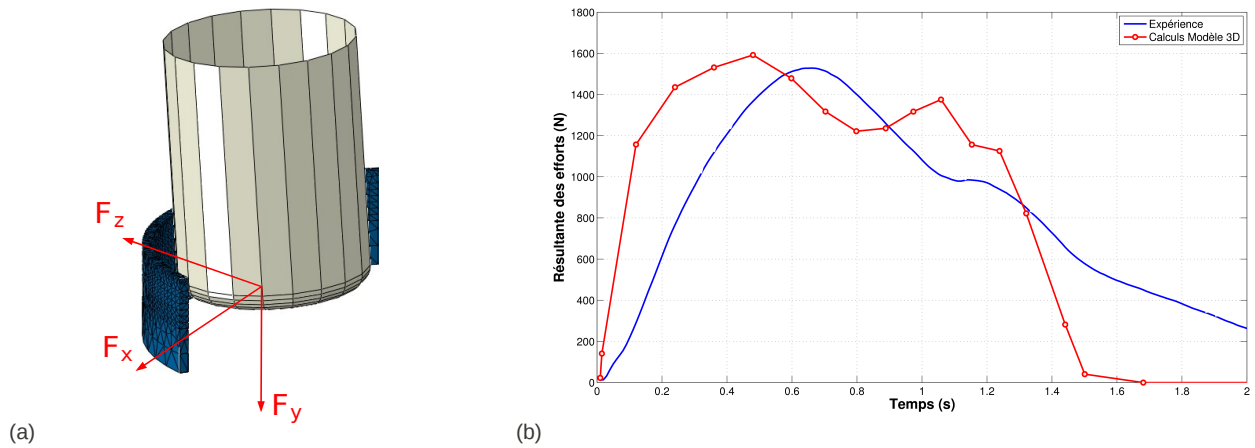 F_z
F_x
F_y
(a)
1800
1600
1400
1200
1000
800
600
400
200
0
Résultante des efforts (N)
Expérience
Calculs Modèle 3D
0 0.2 0.4 0.6 0.8 1 1.2 1.4 1.6 1.8 2
Temps (s)
(b)